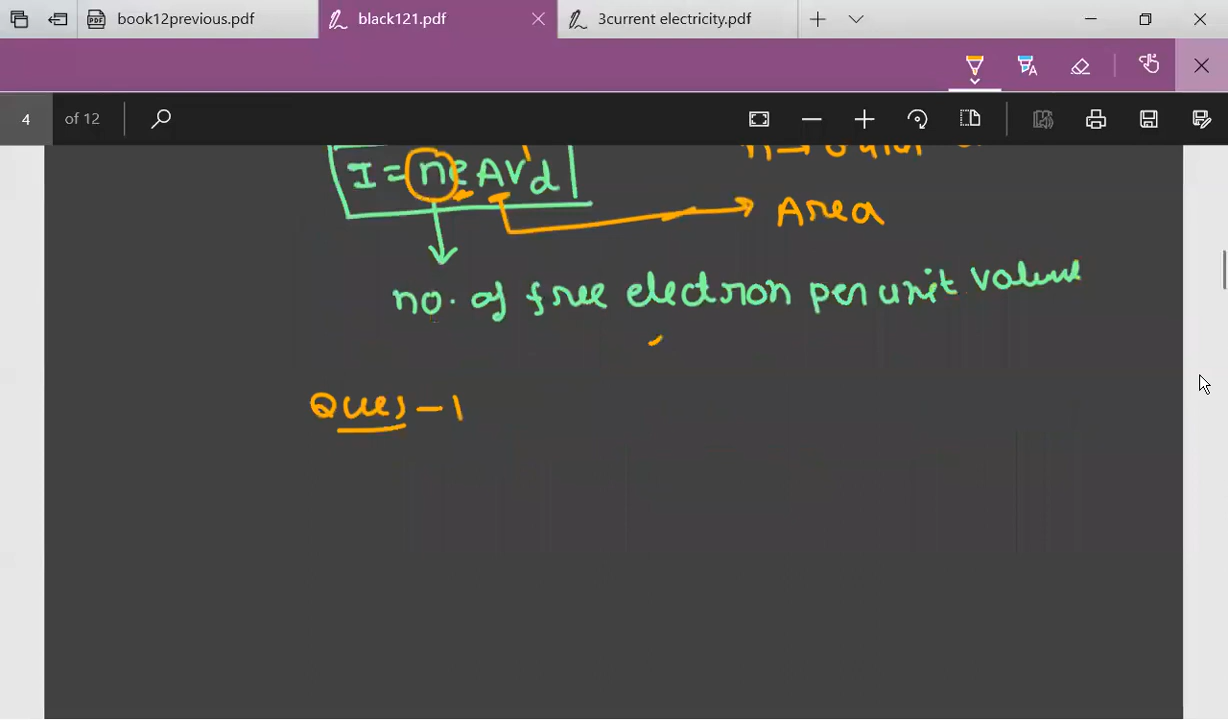 book12previous.pdf
black121.pdf
3current electricity.pdf
4 of 12
I = neAVd
Area
no. of free electron per unit volume
Ques - 1